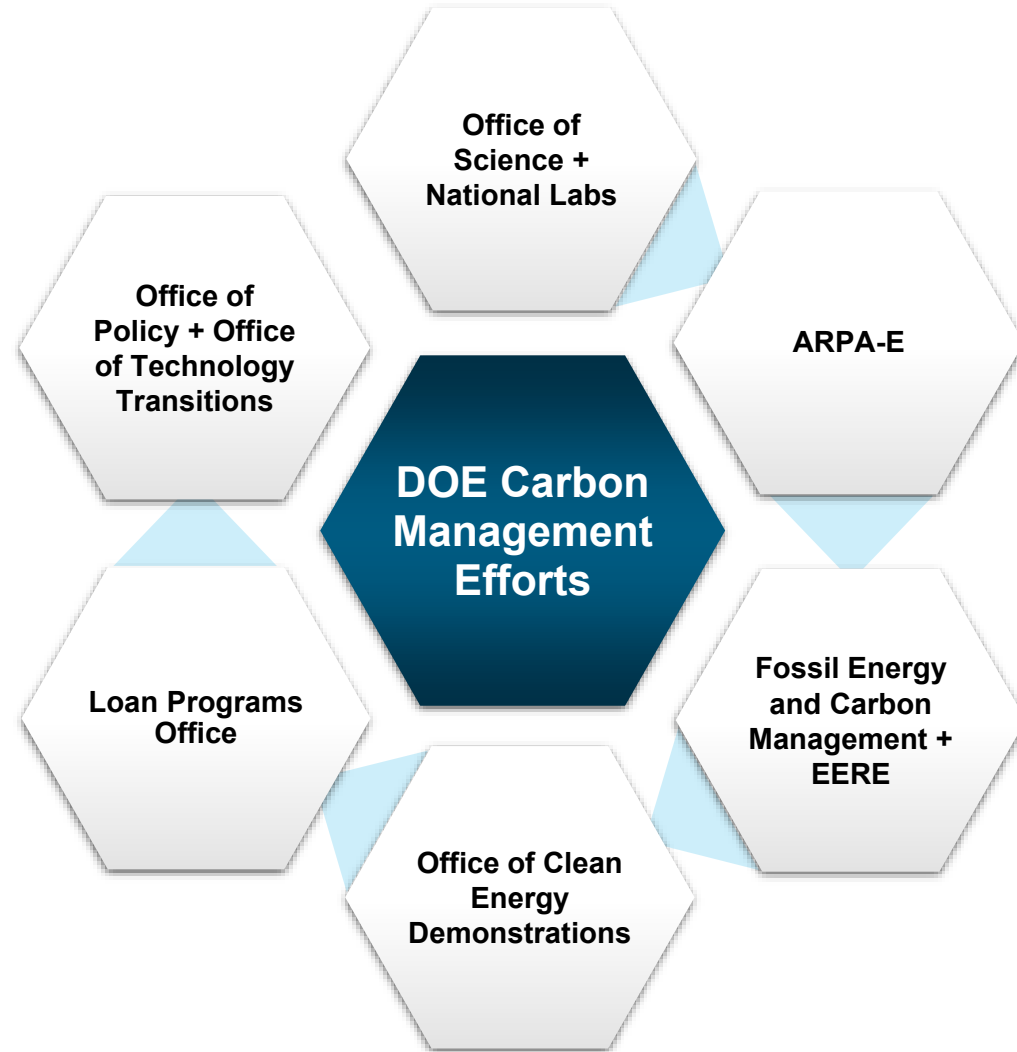 Office of
Science +
National Labs
ARPA-E
Fossil Energy
and Carbon
Management +
EERE
Office of Clean
Energy
Demonstrations
Loan Programs
Office
Office of
Policy + Office
of Technology
Transitions
DOE Carbon
Management
Efforts